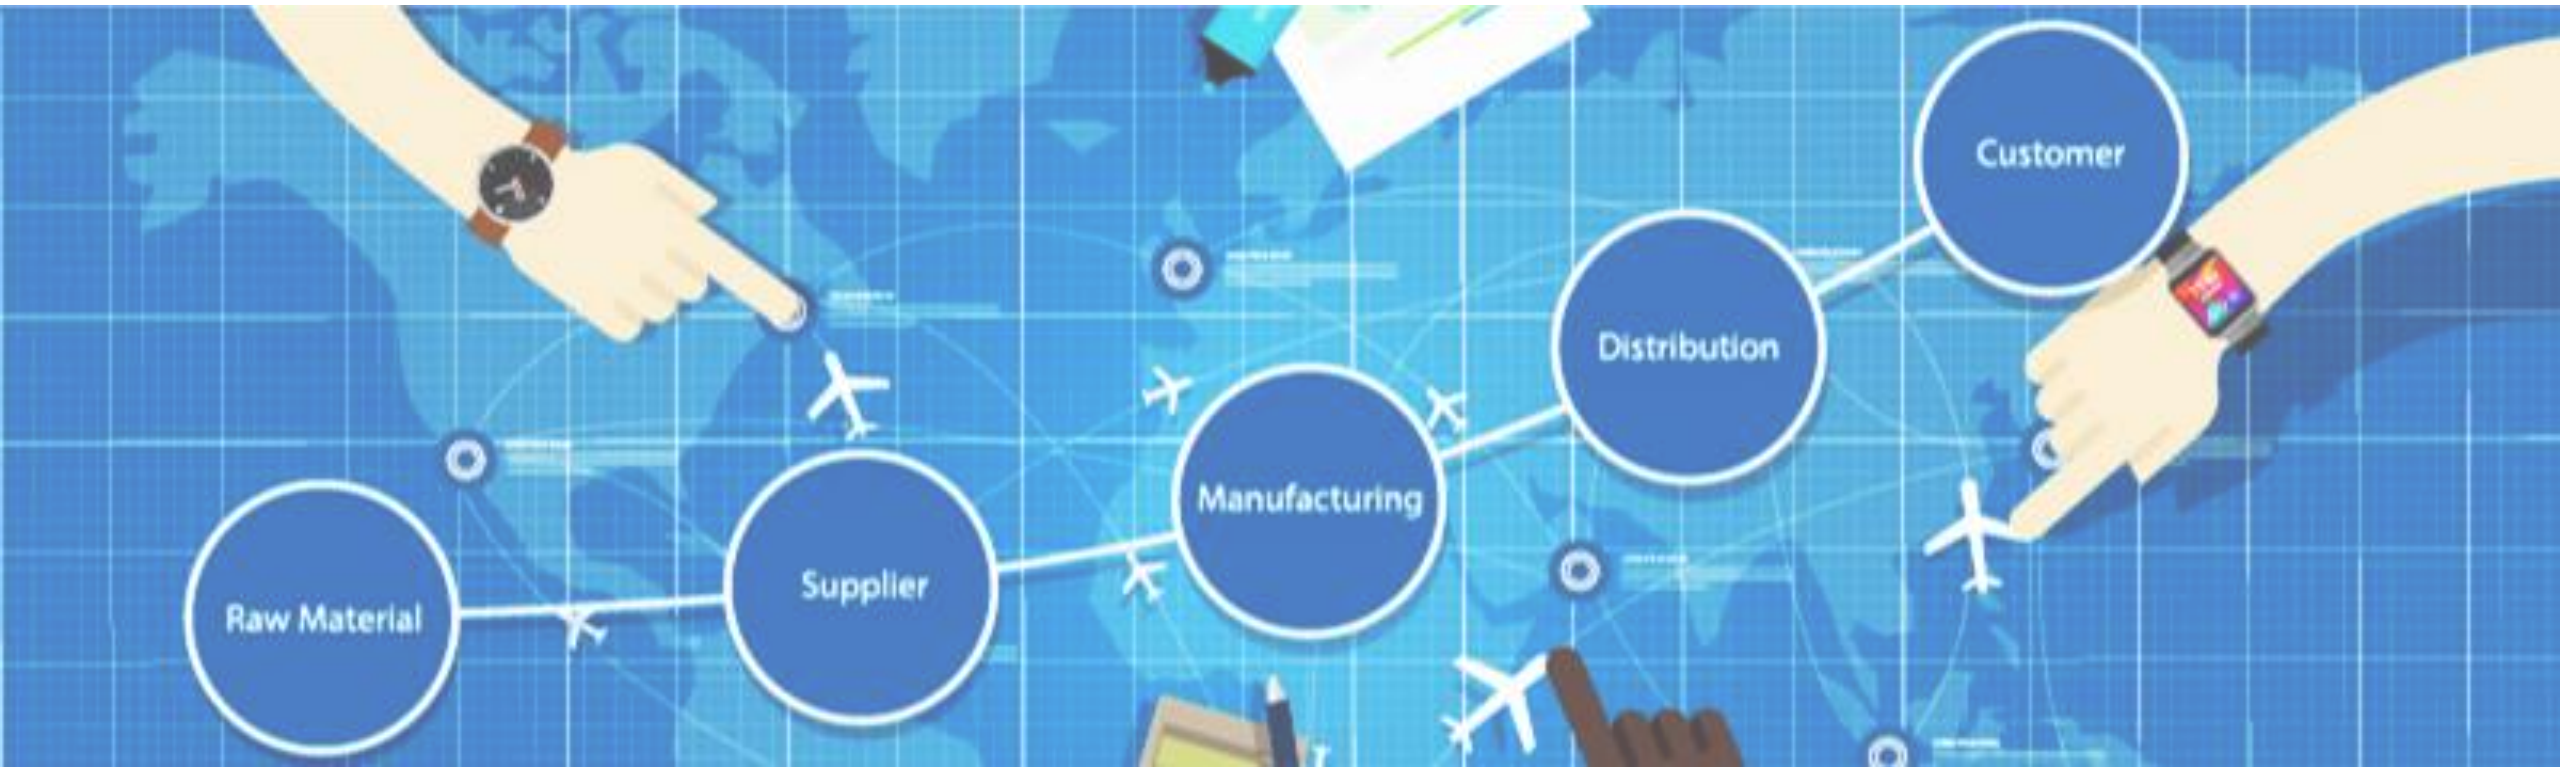 Raw Material
Supplier
Manufacturing
Distribution
Customer